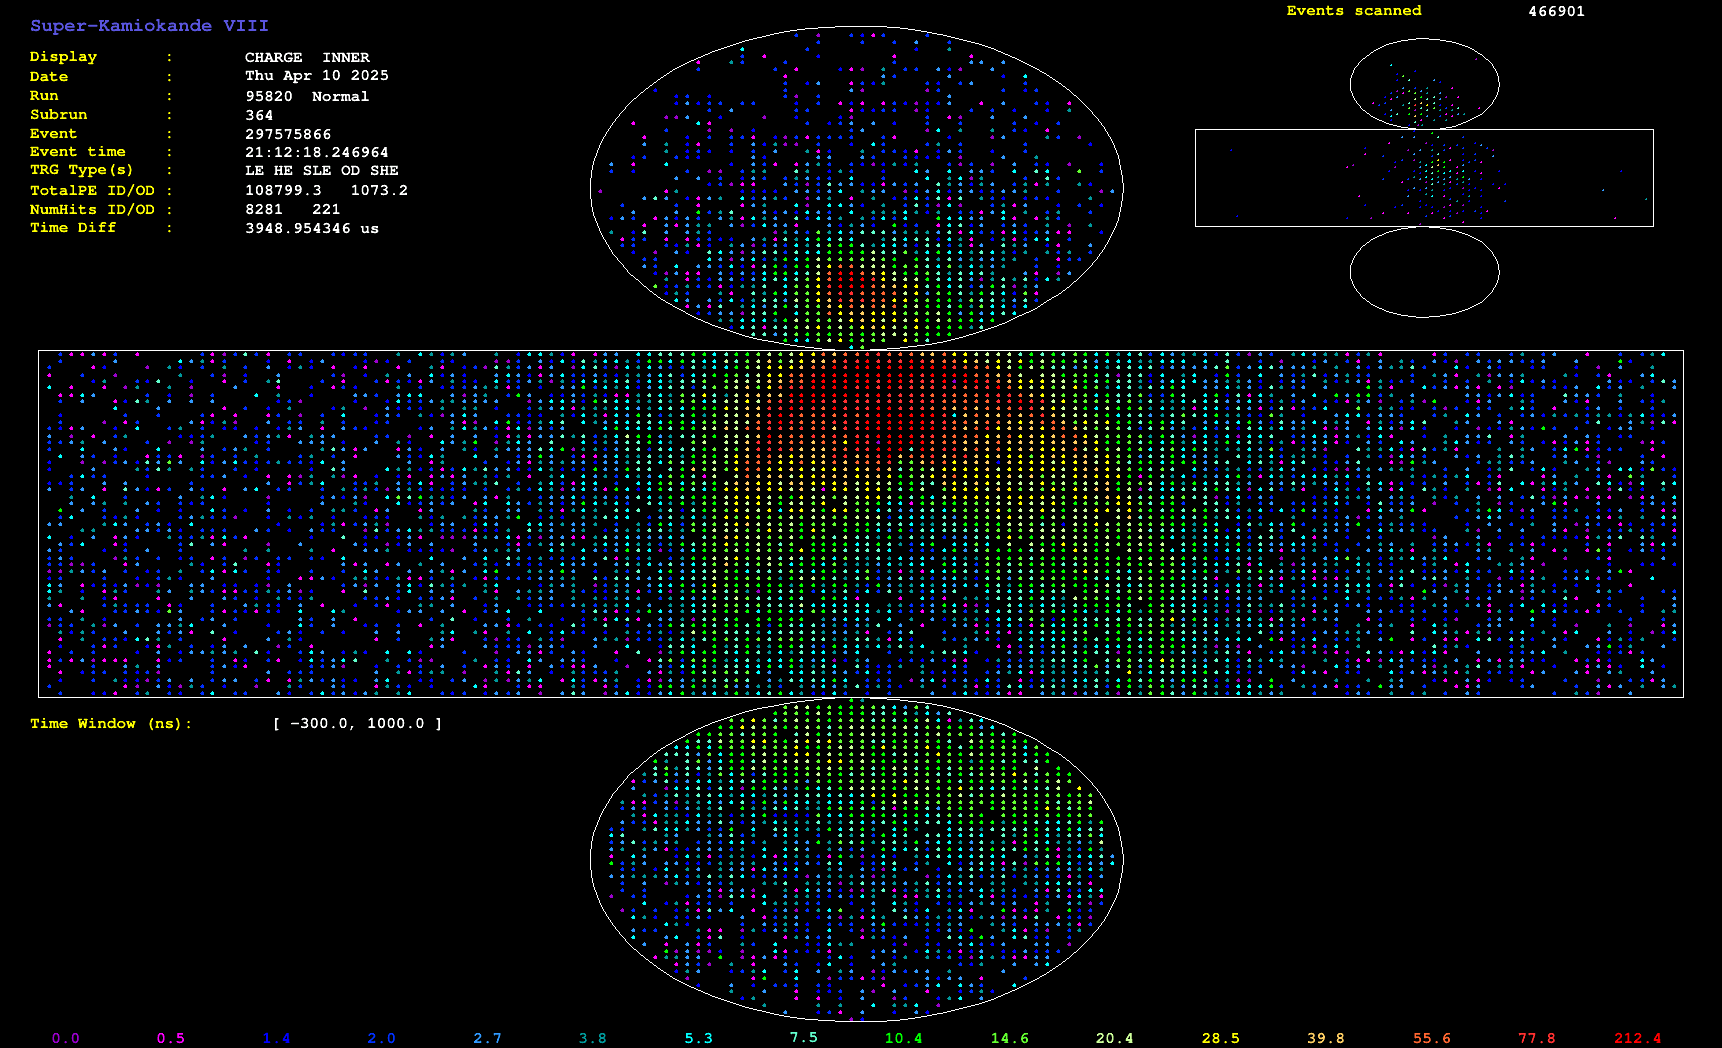 Super-Kamiokande VIII
Events scanned 466901
Display : CHARGE INNER
Date : Thu Apr 10 2025
Run : 95820 Normal
Subrun : 364
Event : 297575866
Event time : 21:12:18.246964
TRG Type(s) : LE HE SLE OD SHE
TotalPE ID/OD : 108799.3 1073.2
NumHits ID/OD : 8281 221
Time Diff : 3948.954346 us
Time Window (ns): [ -300.0, 1000.0 ]
0.0 0.5 1.4 2.0 2.7 3.8 5.3 7.5 10.4 14.6 20.4 28.5 39.8 55.6 77.8 212.4